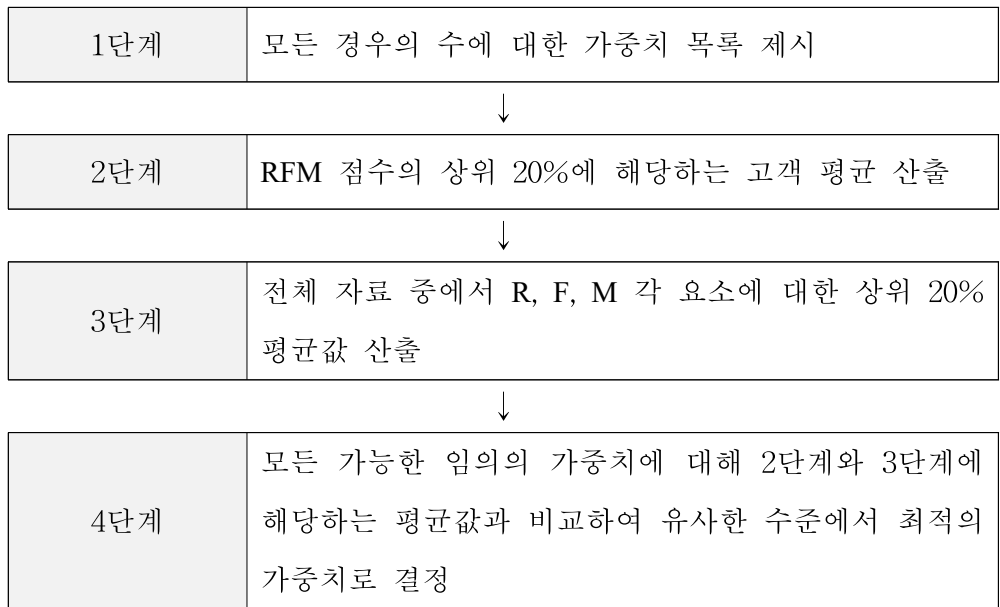 1단계 모든 경우의 수에 대한 가중치 목록 제시
↓
2단계 RFM 점수의 상위 20%에 해당하는 고객 평균 산출
↓
3단계 전체 자료 중에서 R, F, M 각 요소에 대한 상위 20%
평균값 산출
↓
4단계 모든 가능한 임의의 가중치에 대해 2단계와 3단계에
해당하는 평균값과 비교하여 유사한 수준에서 최적의
가중치로 결정